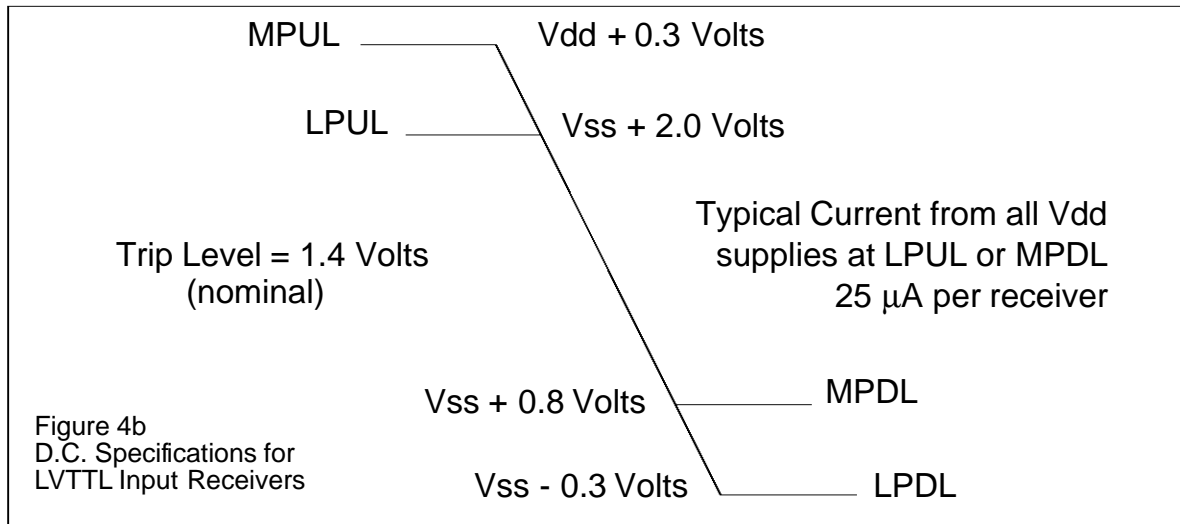 MPUL Vdd + 0.3 Volts
LPUL Vss + 2.0 Volts
Typical Current from all Vdd
supplies at LPUL or MPDL
25 μA per receiver
Trip Level = 1.4 Volts
(nominal)
Vss + 0.8 Volts MPDL
Vss - 0.3 Volts LPDL
Figure 4b
D.C. Specifications for
LVTTL Input Receivers